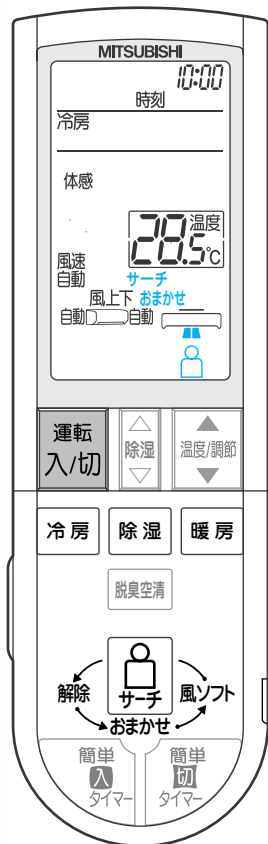 MITSUBISHI
10:00
時刻
冷房
体感
28.5℃ 温度
風速
自動
サーチ
おまかせ
風上下
自動 自動
運転
入/切
△
除湿
▽
▲
温度/調節
▼
冷房 除湿 暖房
脱臭空清
サーチ
解除
風ソフト
おまかせ
簡単
入
タイマー
簡単
切
タイマー